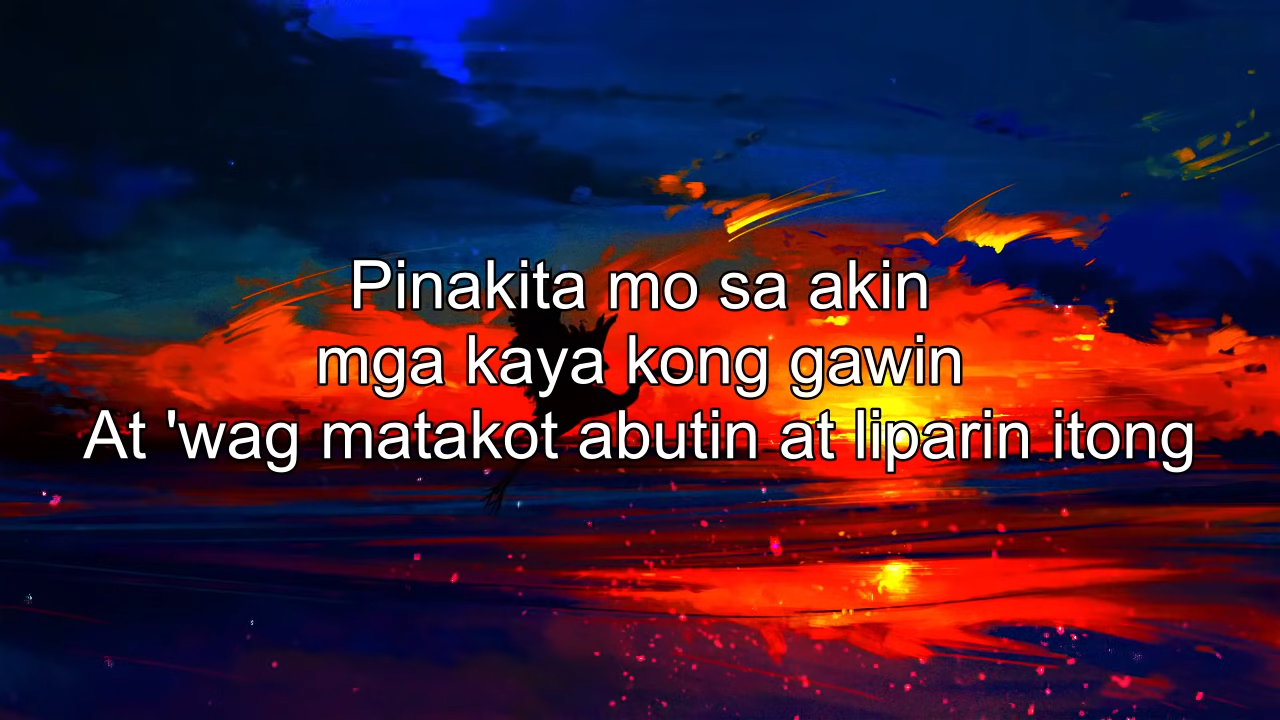 Pinakita mo sa akin
mga kaya kong gawin
At 'wag matakot abutin at liparin itong